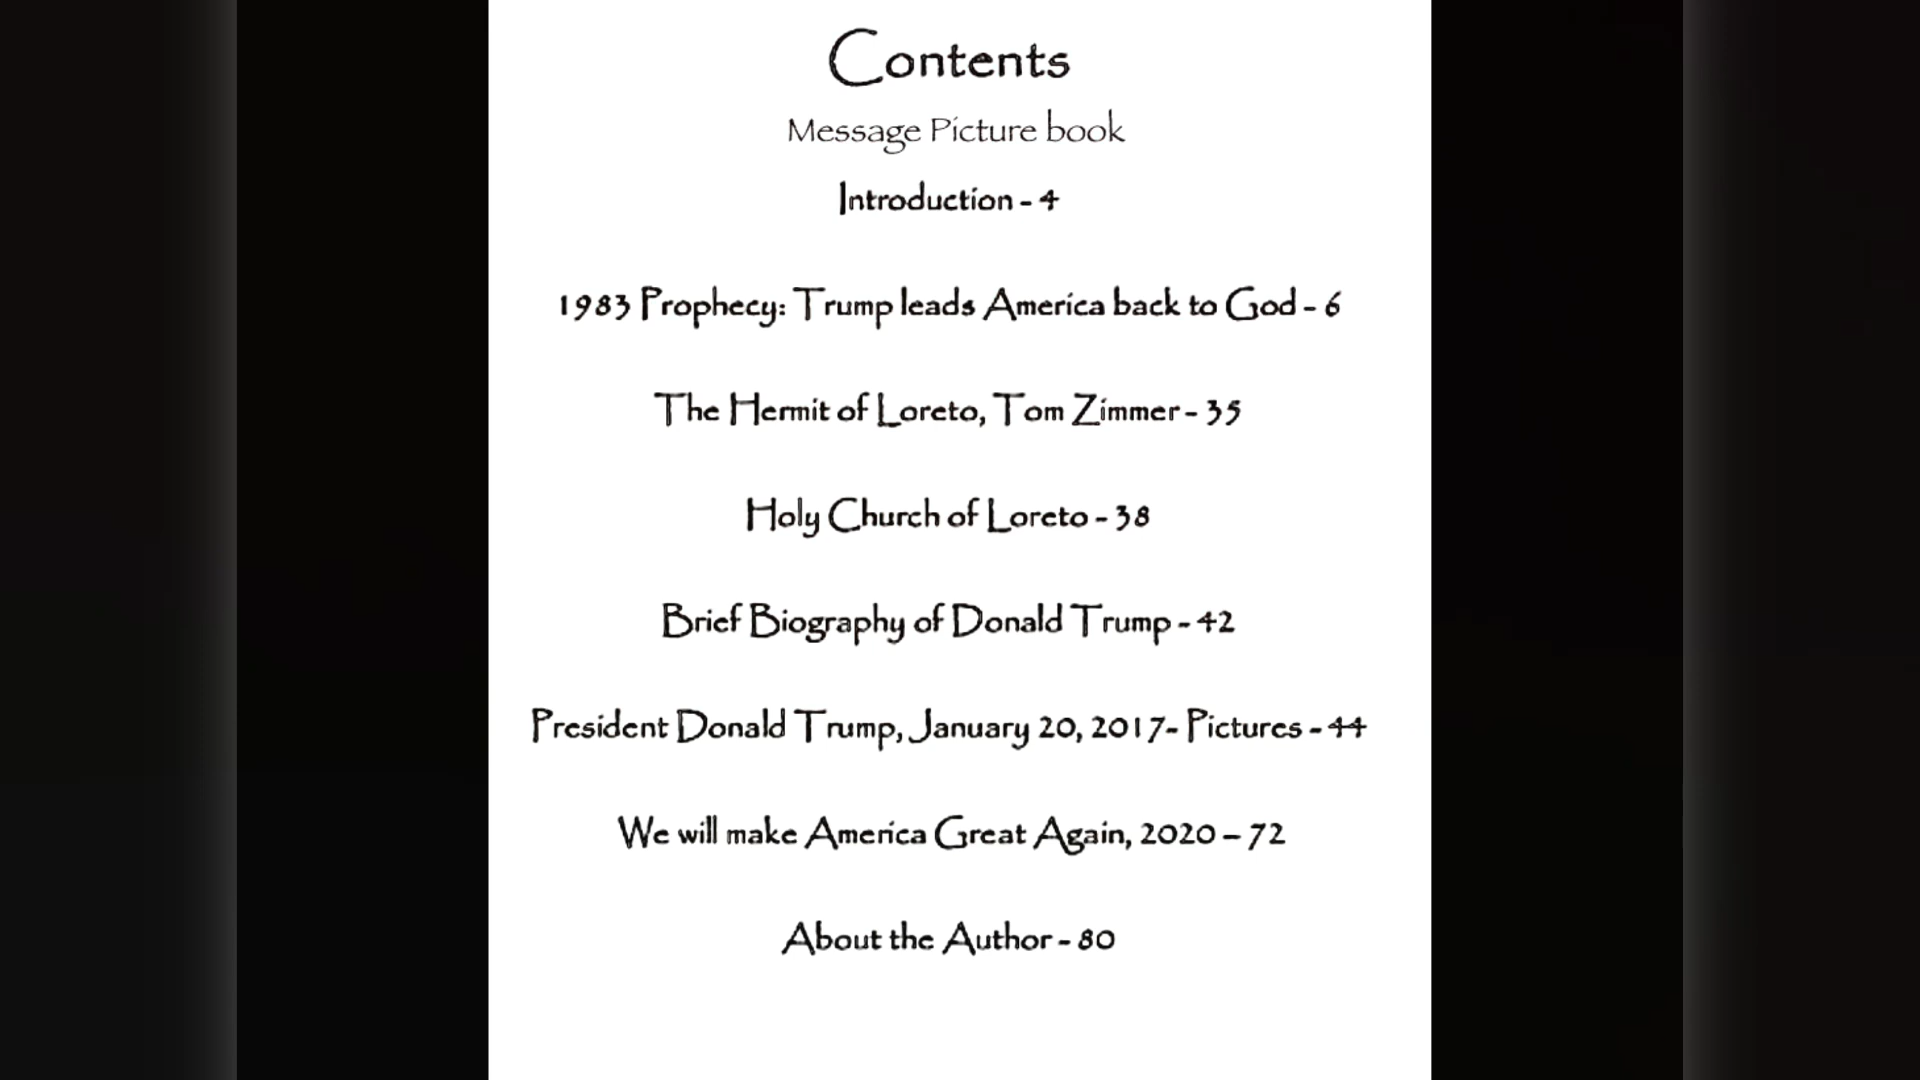 Contents
Message Picture book
Introduction - 4
1983 Prophecy: Trump leads America back to God - 6
The Hermit of Loreto, Tom Zimmer - 35
Holy Church of Loreto - 38
Brief Biography of Donald Trump - 42
President Donald Trump, January 20, 2017- Pictures - 44
We will make America Great Again, 2020 – 72
About the Author - 80